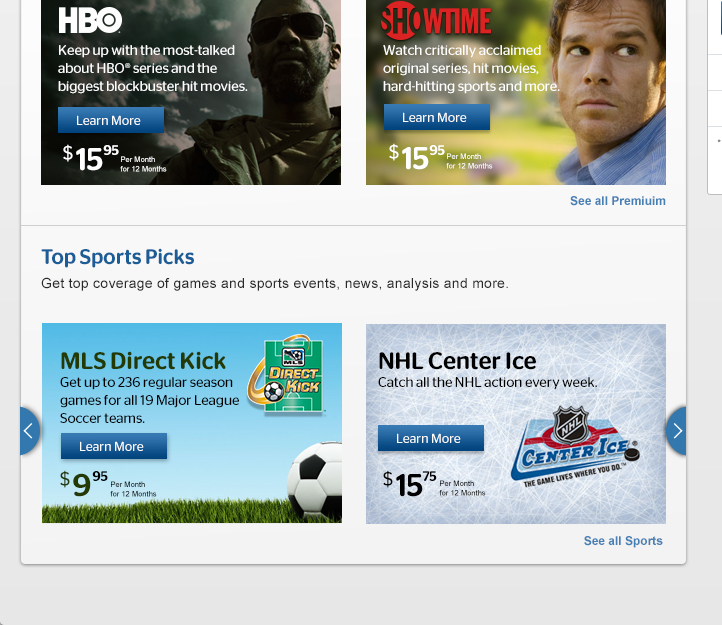 HBO
Keep up with the most-talked
about HBO® series and the
biggest blockbuster hit movies.
Learn More
$15.95 Per Month
for 12 Months
SHOWTIME
Watch critically acclaimed
original series, hit movies,
hard-hitting sports and more.
Learn More
$15.95 Per Month
for 12 Months
See all Premiuim
Top Sports Picks
Get top coverage of games and sports events, news, analysis and more.
MLS Direct Kick
Get up to 236 regular season
games for all 19 Major League
Soccer teams.
Learn More
$9.95 Per Month
for 12 Months
MLS
DIRECT
KICK
NHL Center Ice
Catch all the NHL action every week.
Learn More
$15.75 Per Month
for 12 Months
NHL
CENTER ICE®
THE GAME LIVES WHERE YOU DO.™
See all Sports